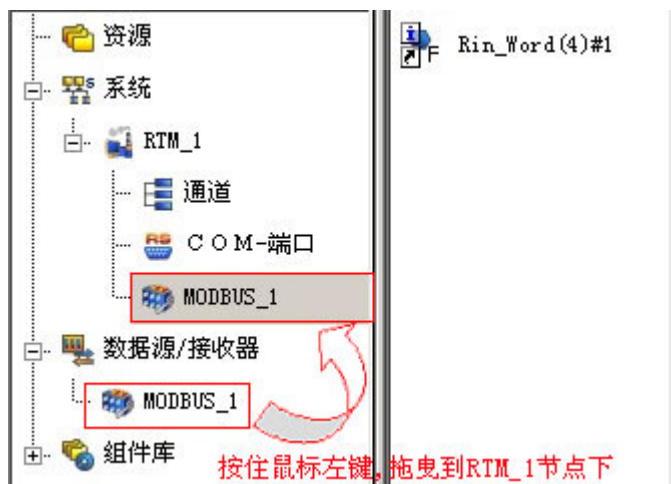 资源
系统
RTM_1
通道
COM-端口
MODBUS_1
数据源/接收器
MODBUS_1
组件库
按住鼠标左键,拖曳到RTM_1节点下
Rin_Word(4)#1